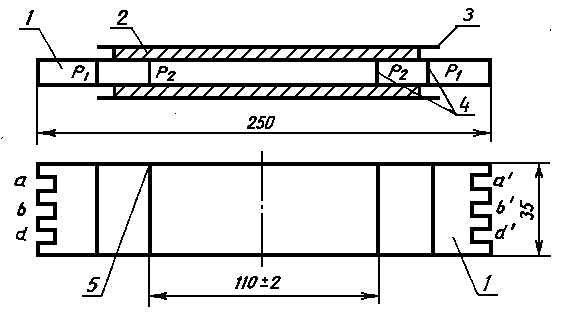 1 2 3
P₁ P₂ P₂ P₁
4
250
a a'
b b' 35
d d'
5 110±2 1